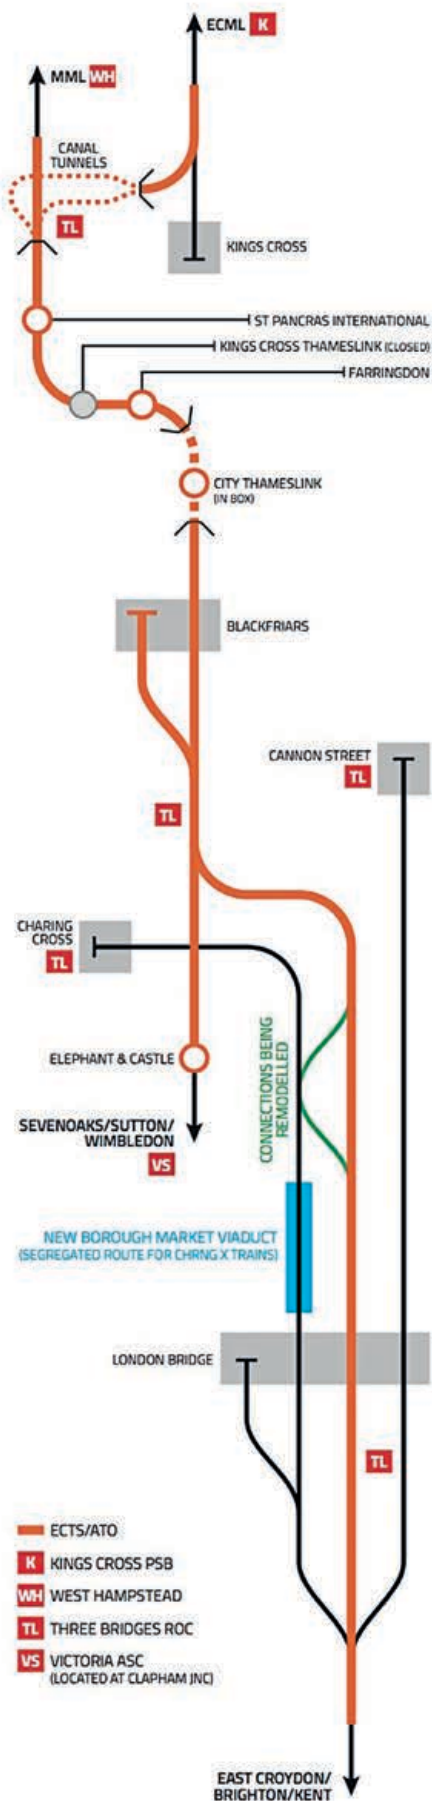 ECML K
MML WH
CANAL
TUNNELS
TL
KINGS CROSS
ST PANCRAS INTERNATIONAL
KINGS CROSS THAMESLINK (CLOSED)
FARRINGDON
CITY THAMESLINK
(IN BOX)
BLACKFRIARS
CANNON STREET
TL
TL
CHARING
CROSS
TL
CONNECTIONS BEING
REMODELLED
ELEPHANT & CASTLE
SEVENOAKS/SUTTON/
WIMBLEDON
VS
NEW BOROUGH MARKET VIADUCT
(SEGREGATED ROUTE FOR CHRNG X TRAINS)
LONDON BRIDGE
TL
ECTS/ATO
K KINGS CROSS PSB
WH WEST HAMPSTEAD
TL THREE BRIDGES ROC
VS VICTORIA ASC
(LOCATED AT CLAPHAM JNC)
EAST CROYDON/
BRIGHTON/KENT